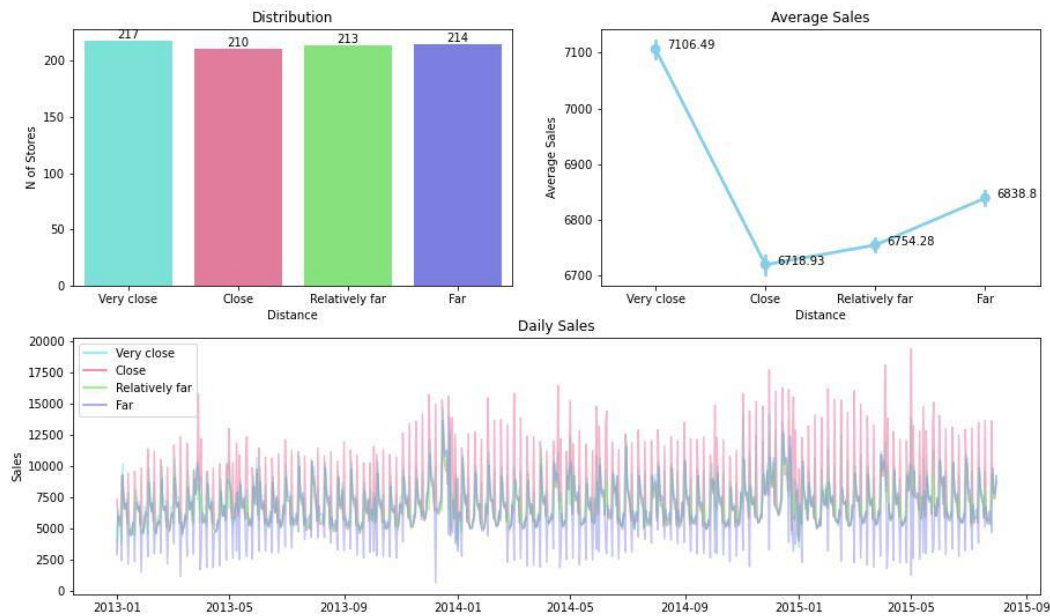 Distribution
217
210
213
214
200
150
100
50
0
N of Stores
Very close
Close
Relatively far
Far
Distance
Average Sales
7100
7000
6900
6800
6700
Average Sales
7106.49
6718.93
6754.28
6838.8
Very close
Close
Relatively far
Far
Distance
Daily Sales
20000
17500
15000
12500
10000
7500
5000
2500
0
Sales
Very close
Close
Relatively far
Far
2013-01
2013-05
2013-09
2014-01
2014-05
2014-09
2015-01
2015-05
2015-09